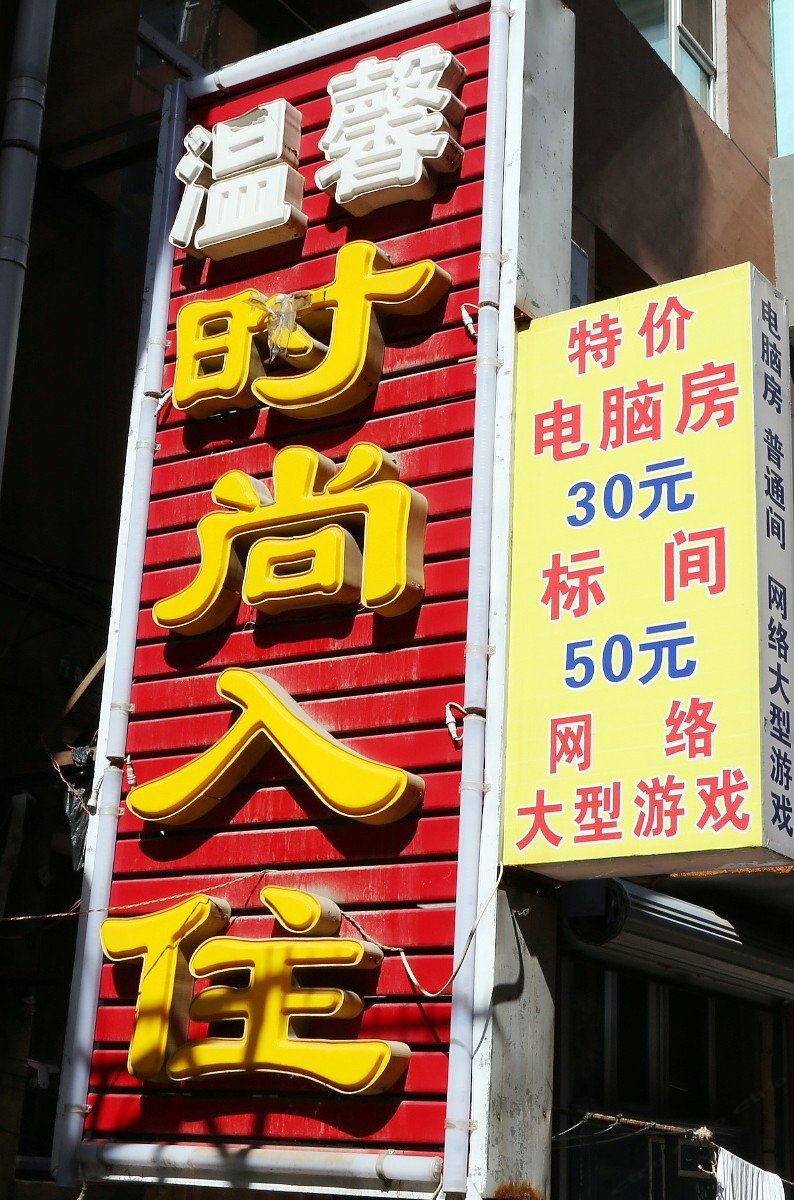 温馨
时尚入住
特价
电脑房
30元
标间
50元
网络
大型游戏
电脑房 普通间 网络大型游戏